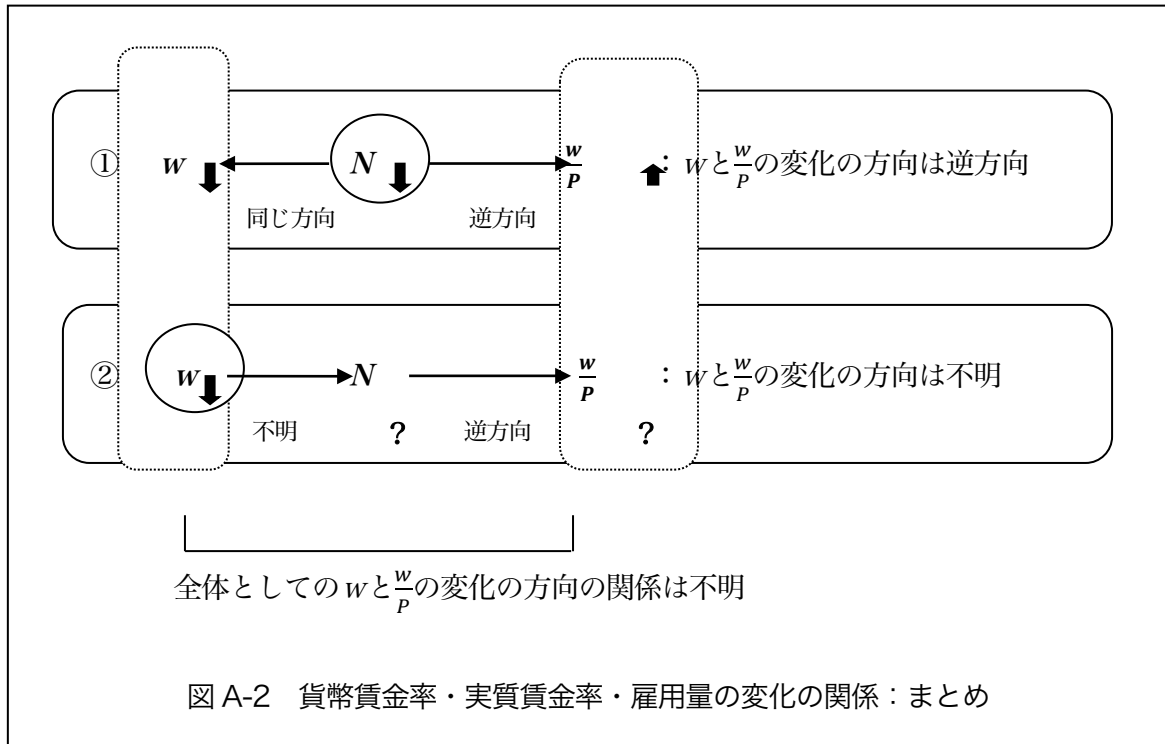 ① W N w/P : Wとw/Pの変化の方向は逆方向
同じ方向 逆方向
② W N w/P : Wとw/Pの変化の方向は不明
不明 ? 逆方向 ?
全体としてのWとw/Pの変化の方向の関係は不明
図 A-2 貨幣賃金率・実質賃金率・雇用量の変化の関係：まとめ